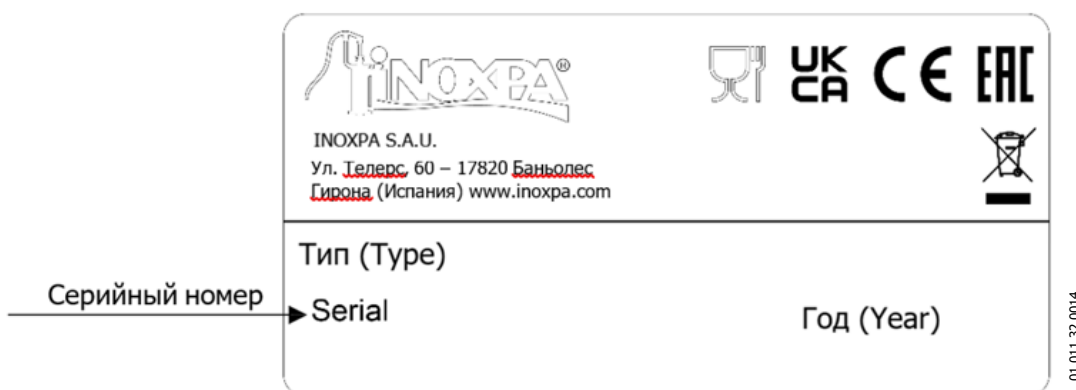 INOXPA®
UK
CA
CE
EAC
INOXPA S.A.U.
Ул. Телерс, 60 – 17820 Баньолес
Гирона (Испания) www.inoxpa.com
Тип (Type)
Серийный номер
Serial
Год (Year)
01.011.32.0014